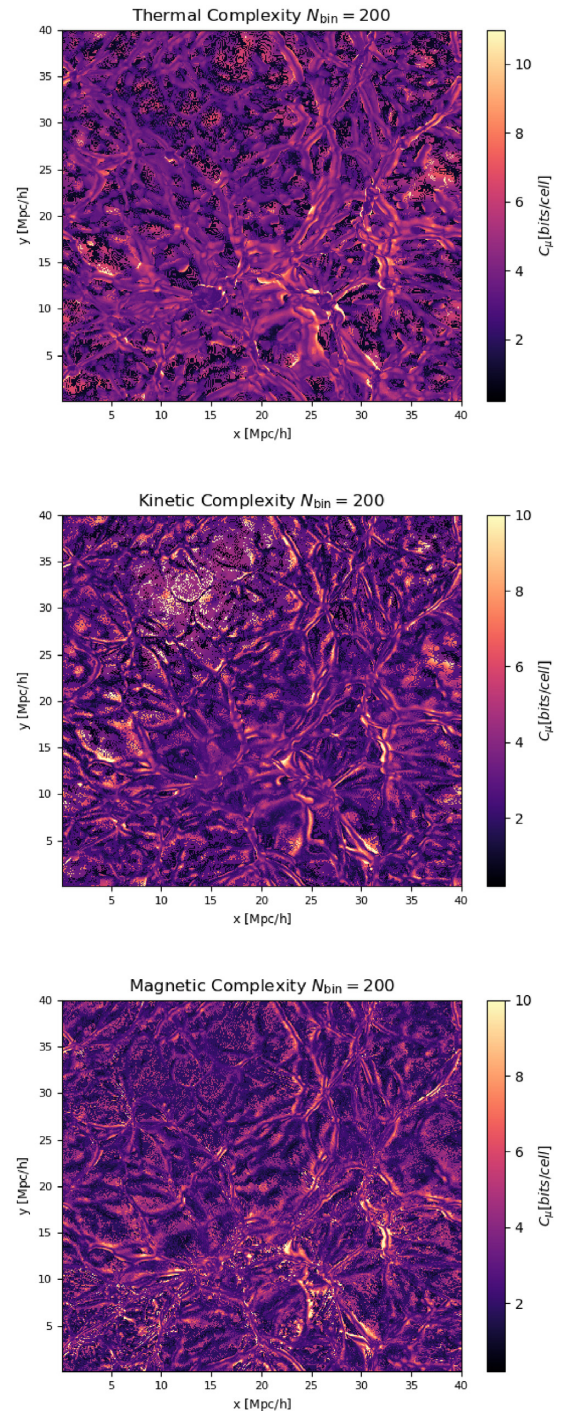 Thermal Complexity N_bin = 200
40
35
30
25
20
15
10
5
y [Mpc/h]
5 10 15 20 25 30 35 40
x [Mpc/h]
10
8
6
4
2
C_μ[bits/cell]
Kinetic Complexity N_bin = 200
40
35
30
25
20
15
10
5
y [Mpc/h]
5 10 15 20 25 30 35 40
x [Mpc/h]
10
8
6
4
2
C_μ[bits/cell]
Magnetic Complexity N_bin = 200
40
35
30
25
20
15
10
5
y [Mpc/h]
5 10 15 20 25 30 35 40
x [Mpc/h]
10
8
6
4
2
C_μ[bits/cell]